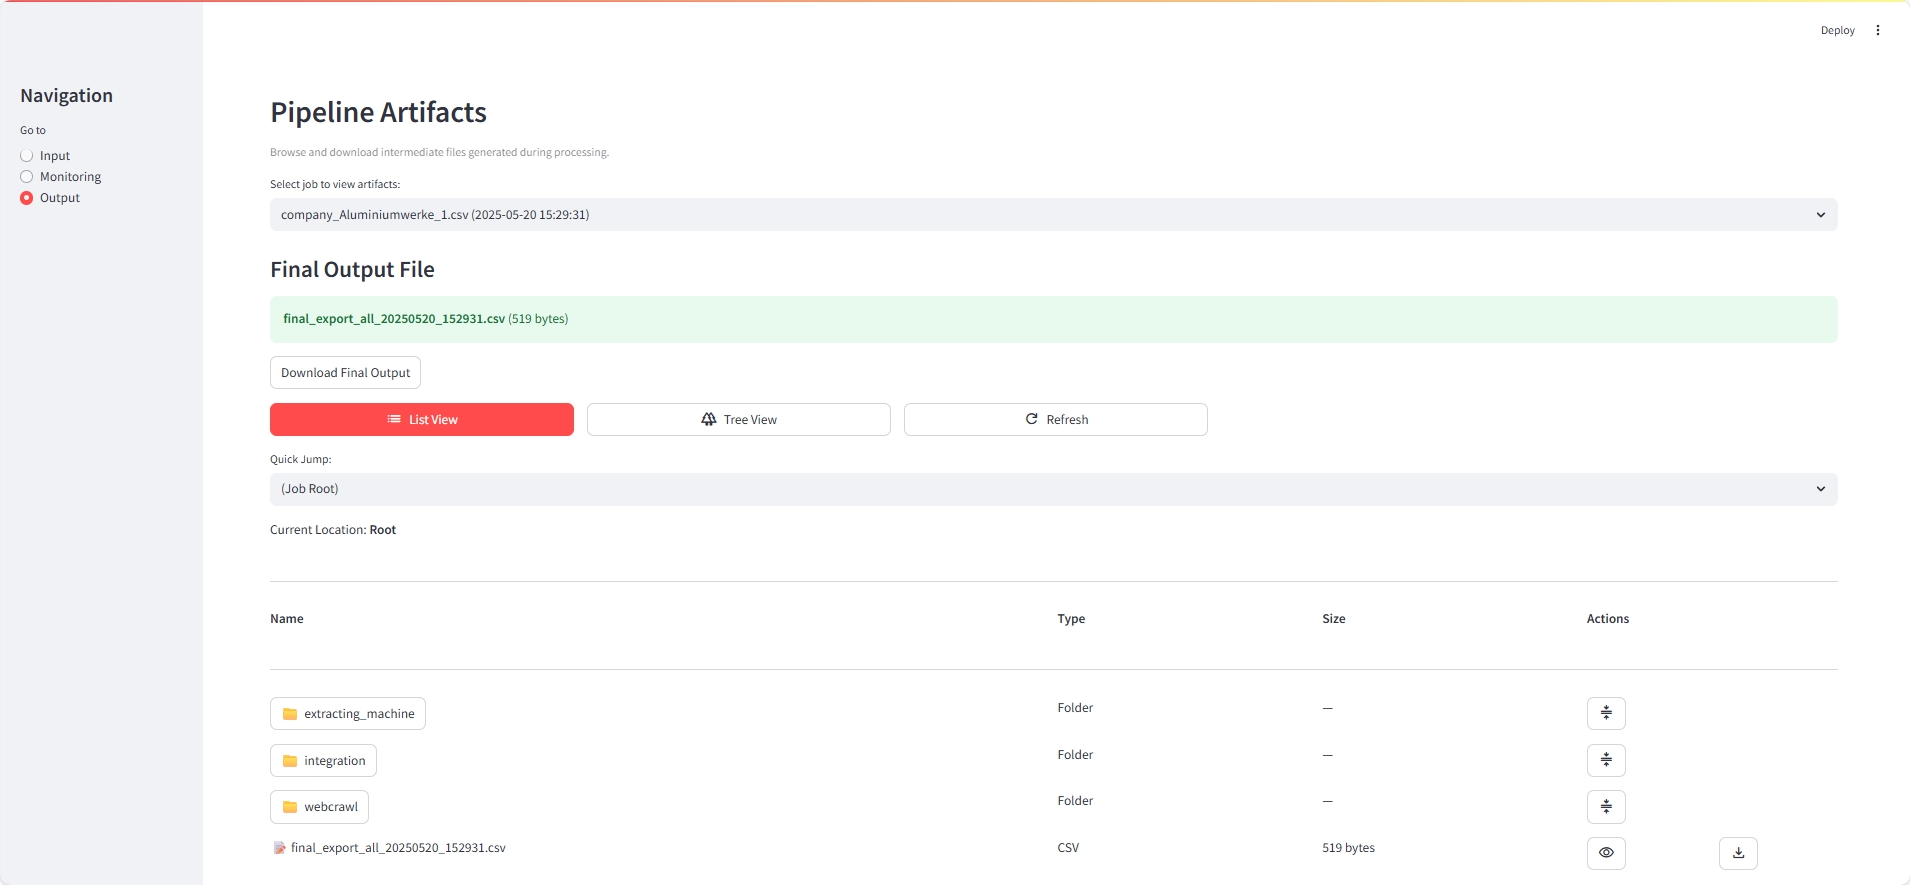 Deploy
Navigation
Go to
Input
Monitoring
Output
Pipeline Artifacts
Browse and download intermediate files generated during processing.
Select job to view artifacts:
company_Aluminiumwerke_1.csv (2025-05-20 15:29:31)
Final Output File
final_export_all_20250520_152931.csv (519 bytes)
Download Final Output
List View
Tree View
Refresh
Quick Jump:
(Job Root)
Current Location: Root
Name Type Size Actions
extracting_machine Folder —
integration Folder —
webcrawl Folder —
final_export_all_20250520_152931.csv CSV 519 bytes